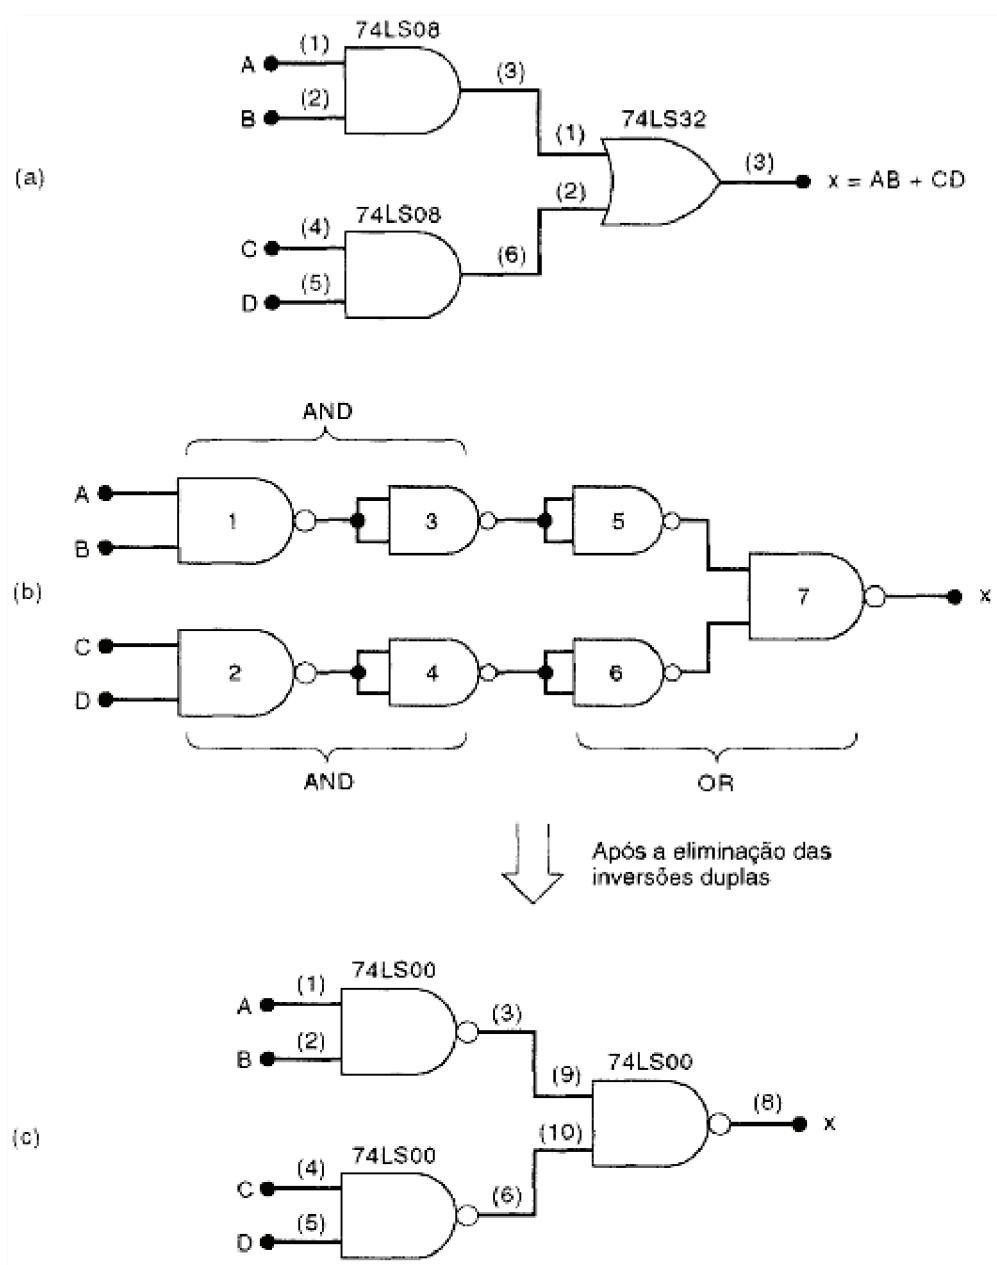 74LS08
A (1)
(3)
B (2)
74LS32
(1)
(3)
(a)
x = AB + CD
(2)
74LS08
C (4)
(6)
D (5)
AND
A
1 3 5
B
(b)
7 x
C
2 4 6
D
AND OR
Após a eliminação das
inversões duplas
74LS00
A (1)
(3)
B (2)
74LS00
(9)
(8)
(c)
x
(10)
74LS00
C (4)
(6)
D (5)